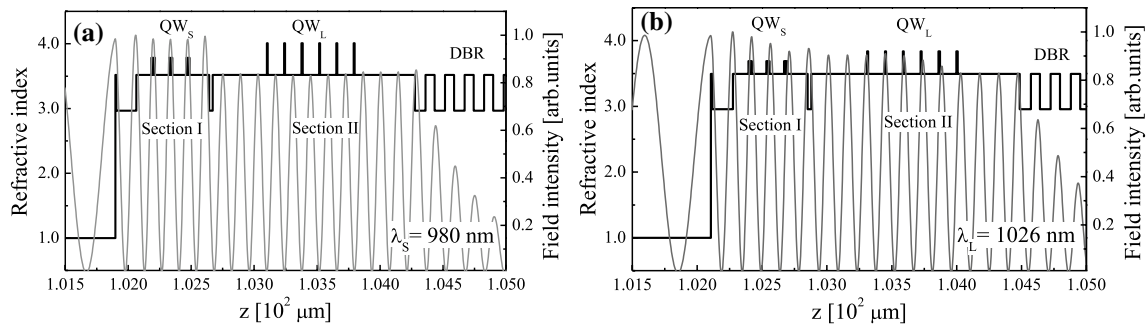 (a)
QW_S
QW_L
DBR
Section I
Section II
λ_S = 980 nm
Refractive index
4.0
3.0
2.0
1.0
Field intensity [arb.units]
1.0
0.8
0.6
0.4
0.2
1.015
1.020
1.025
1.030
1.035
1.040
1.045
1.050
z [10² μm]
(b)
QW_S
QW_L
DBR
Section I
Section II
λ_L = 1026 nm
Refractive index
4.0
3.0
2.0
1.0
Field intensity [arb.units]
1.0
0.8
0.6
0.4
0.2
1.015
1.020
1.025
1.030
1.035
1.040
1.045
1.050
z [10² μm]